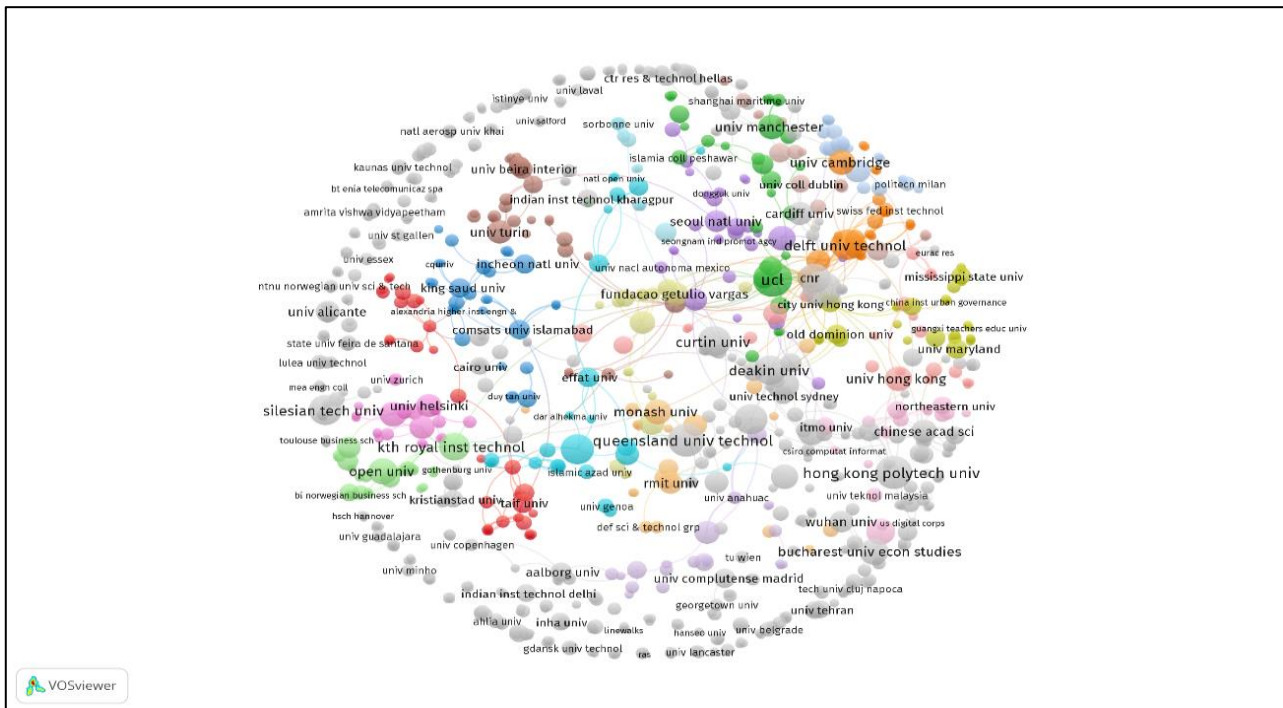 ctr res & technol hellas
univ laval
istinye univ
shanghai maritime univ
univ salford
sorbonne univ
univ manchester
natl aerosp univ khai
islamia coll peshawar
univ cambridge
kaunas univ technol
univ beira interior
natl open univ
univ coll dublin
politecn milan
bt enia telecomunicaz spa
dongguk univ
indian inst technol kharagpur
amrita vishwa vidyapeetham
seoul natl univ
cardiff univ
swiss fed inst technol
univ st gallen
univ turin
seongnam ind promot agcy
delft univ technol
eurac res
univ essex
cquniv
incheon natl univ
univ nacl autonoma mexico
ucl
cnr
mississippi state univ
ntnu norwegian univ sci & tech
king saud univ
fundacao getulio vargas
city univ hong kong
china inst urban governance
univ alicante
alexandria higher inst engn &
comsats univ islamabad
old dominion univ
guangxi teachers educ univ
state univ feira de santana
curtin univ
univ maryland
lulea univ technol
cairo univ
effat univ
deakin univ
univ hong kong
mea engn coll
univ zurich
duy tan univ
univ technol sydney
silesian tech univ
univ helsinki
dar alhekma univ
monash univ
northeastern univ
itmo univ
chinese acad sci
toulouse business sch
kth royal inst technol
queensland univ technol
csiro computat informat
open univ
gothenburg univ
islamic azad univ
rmit univ
hong kong polytech univ
bi norwegian business sch
kristianstad univ
taif univ
univ genoa
univ anahuac
univ teknol malaysia
hsch hannover
def sci & technol grp
wuhan univ
us digital corps
univ guadalajara
univ copenhagen
tu wien
bucharest univ econ studies
univ minho
aalborg univ
univ complutense madrid
tech univ cluj napoca
indian inst technol delhi
georgetown univ
univ tehran
ahlia univ
inha univ
linewalks
hanseo univ
univ belgrade
gdansk univ technol
ras
univ lancaster
VOSviewer